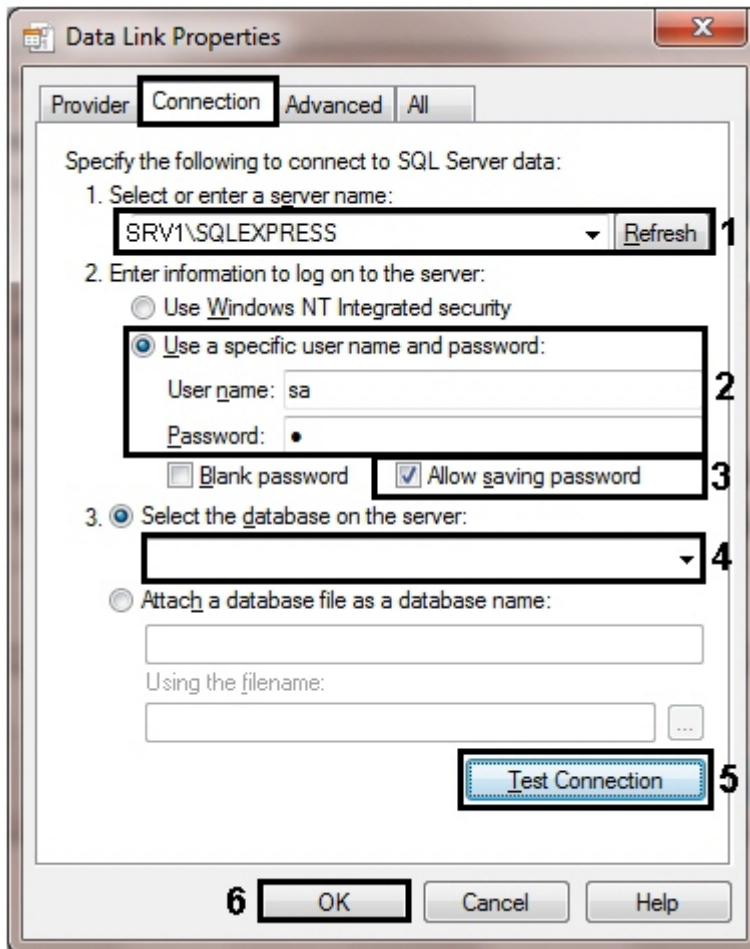 Data Link Properties
Provider Connection Advanced All
Specify the following to connect to SQL Server data:
1. Select or enter a server name:
SRV1\SQLEXPRESS Refresh 1
2. Enter information to log on to the server:
Use Windows NT Integrated security
Use a specific user name and password:
User name: sa 2
Password: ●
Blank password Allow saving password 3
3. Select the database on the server:
4
Attach a database file as a database name:
Using the filename:
...
Test Connection 5
6 OK Cancel Help